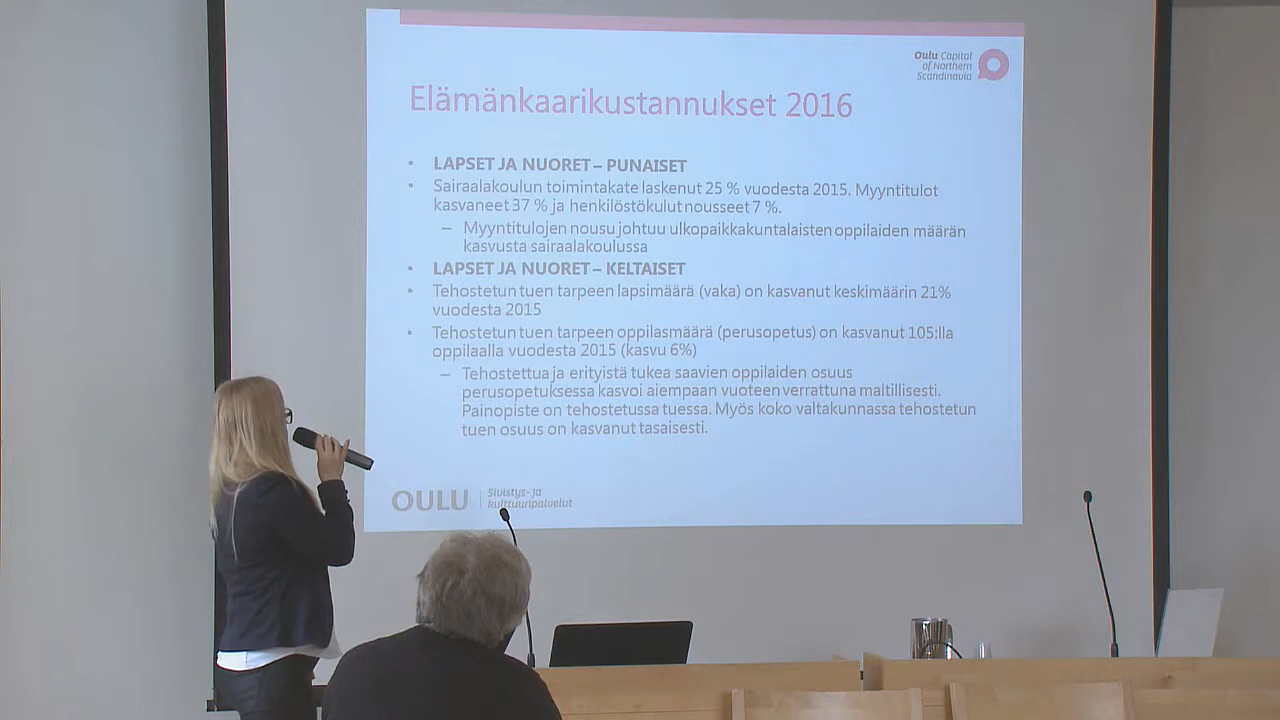 Oulu Capital
of Northern
Scandinavia
Elämänkaarikustannukset 2016
• LAPSET JA NUORET – PUNAISET
• Sairaalakoulun toimintakate laskenut 25 % vuodesta 2015. Myyntitulot
kasvaneet 37 % ja henkilöstökulut nousseet 7 %.
– Myyntitulojen nousu johtuu ulkopaikkakuntalaisten oppilaiden määrän
kasvusta sairaalakoulussa
• LAPSET JA NUORET – KELTAISET
• Tehostetun tuen tarpeen lapsimäärä (vaka) on kasvanut keskimäärin 21%
vuodesta 2015
• Tehostetun tuen tarpeen oppilasmäärä (perusopetus) on kasvanut 105:lla
oppilaalla vuodesta 2015 (kasvu 6%)
– Tehostettua ja erityistä tukea saavien oppilaiden osuus
perusopetuksessa kasvoi aiempaan vuoteen verrattuna maltillisesti.
Painopiste on tehostetussa tuessa. Myös koko valtakunnassa tehostetun
tuen osuus on kasvanut tasaisesti.
OULU
Sivistys- ja
kulttuuripalvelut